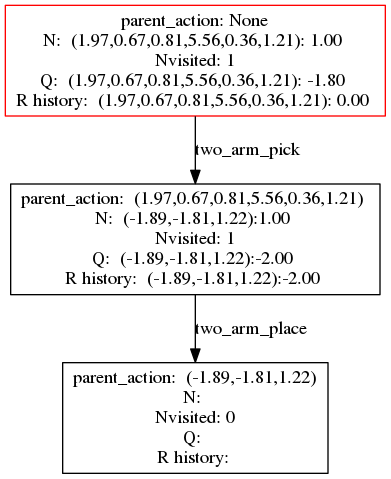 parent_action: None
N:  (1.97,0.67,0.81,5.56,0.36,1.21): 1.00
Nvisited: 1
Q:  (1.97,0.67,0.81,5.56,0.36,1.21): -1.80
R history:  (1.97,0.67,0.81,5.56,0.36,1.21): 0.00
two_arm_pick
parent_action:  (1.97,0.67,0.81,5.56,0.36,1.21)
N:  (-1.89,-1.81,1.22):1.00
Nvisited: 1
Q:  (-1.89,-1.81,1.22):-2.00
R history:  (-1.89,-1.81,1.22):-2.00
two_arm_place
parent_action:  (-1.89,-1.81,1.22)
N:
Nvisited: 0
Q:
R history: